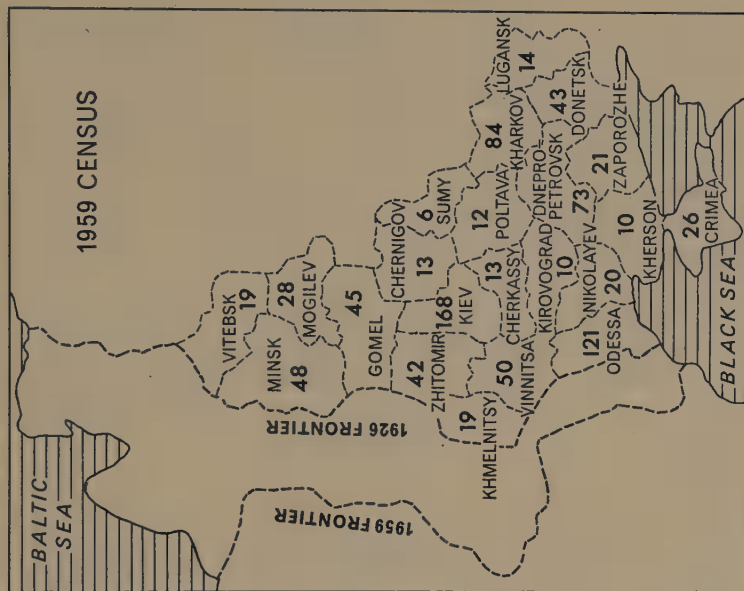 1959 CENSUS
BALTIC
SEA
VITEBSK
19
28
MOGILEV
MINSK
48
45
GOMEL
1926 FRONTIER
1959 FRONTIER
CHERNIGOV
13
6
SUMY
84
KHARKOV
LUGANSK
14
12
POLTAVA
42
ZHITOMIR
168
KIEV
13
CHERKASSY
19
KHMELNITSY
50
VINNITSA
KIROVOGRAD
10
DNEPRO
PETROVSK
73
43
DONETSK
21
ZAPOROZHE
121
ODESSA
NIKOLAYEV
20
10
KHERSON
26
CRIMEA
BLACK SEA